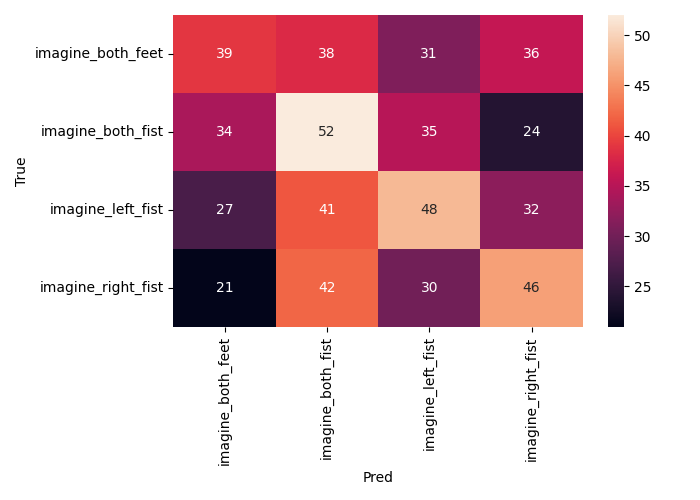 imagine_both_feet 39 38 31 36
imagine_both_fist 34 52 35 24
imagine_left_fist 27 41 48 32
imagine_right_fist 21 42 30 46
True
imagine_both_feet
imagine_both_fist
imagine_left_fist
imagine_right_fist
Pred
50
45
40
35
30
25